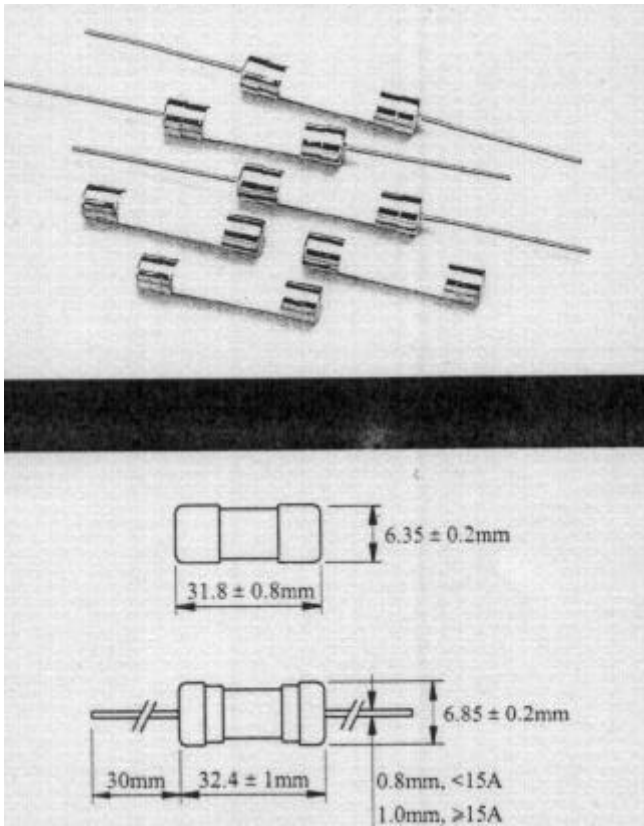 6.35 ± 0.2mm
31.8 ± 0.8mm
6.85 ± 0.2mm
30mm
32.4 ± 1mm
0.8mm, <15A
1.0mm, ⩾15A